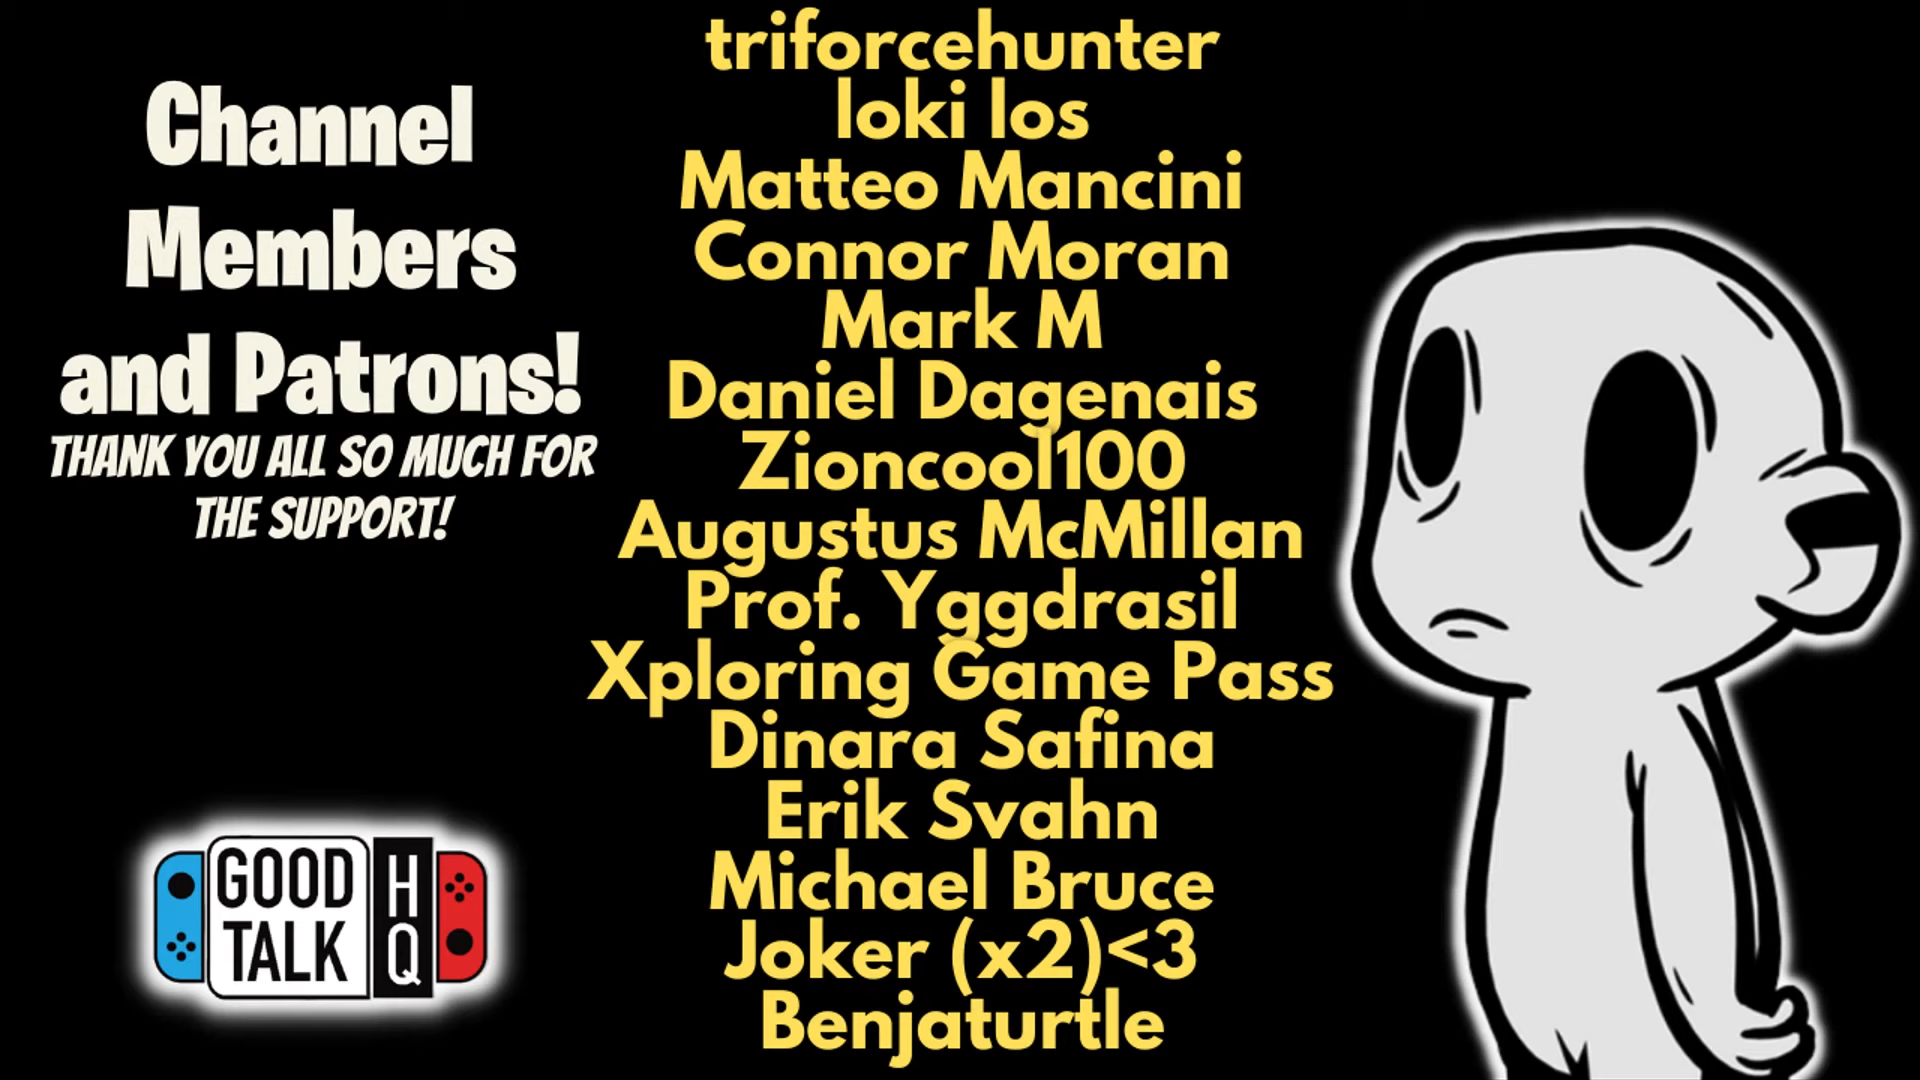 Channel
Members
and Patrons!
THANK YOU ALL SO MUCH FOR
THE SUPPORT!
triforcehunter
loki los
Matteo Mancini
Connor Moran
Mark M
Daniel Dagenais
Zioncool100
Augustus McMillan
Prof. Yggdrasil
Xploring Game Pass
Dinara Safina
Erik Svahn
Michael Bruce
Joker (x2)<3
Benjaturtle
GOOD
TALK
HQ